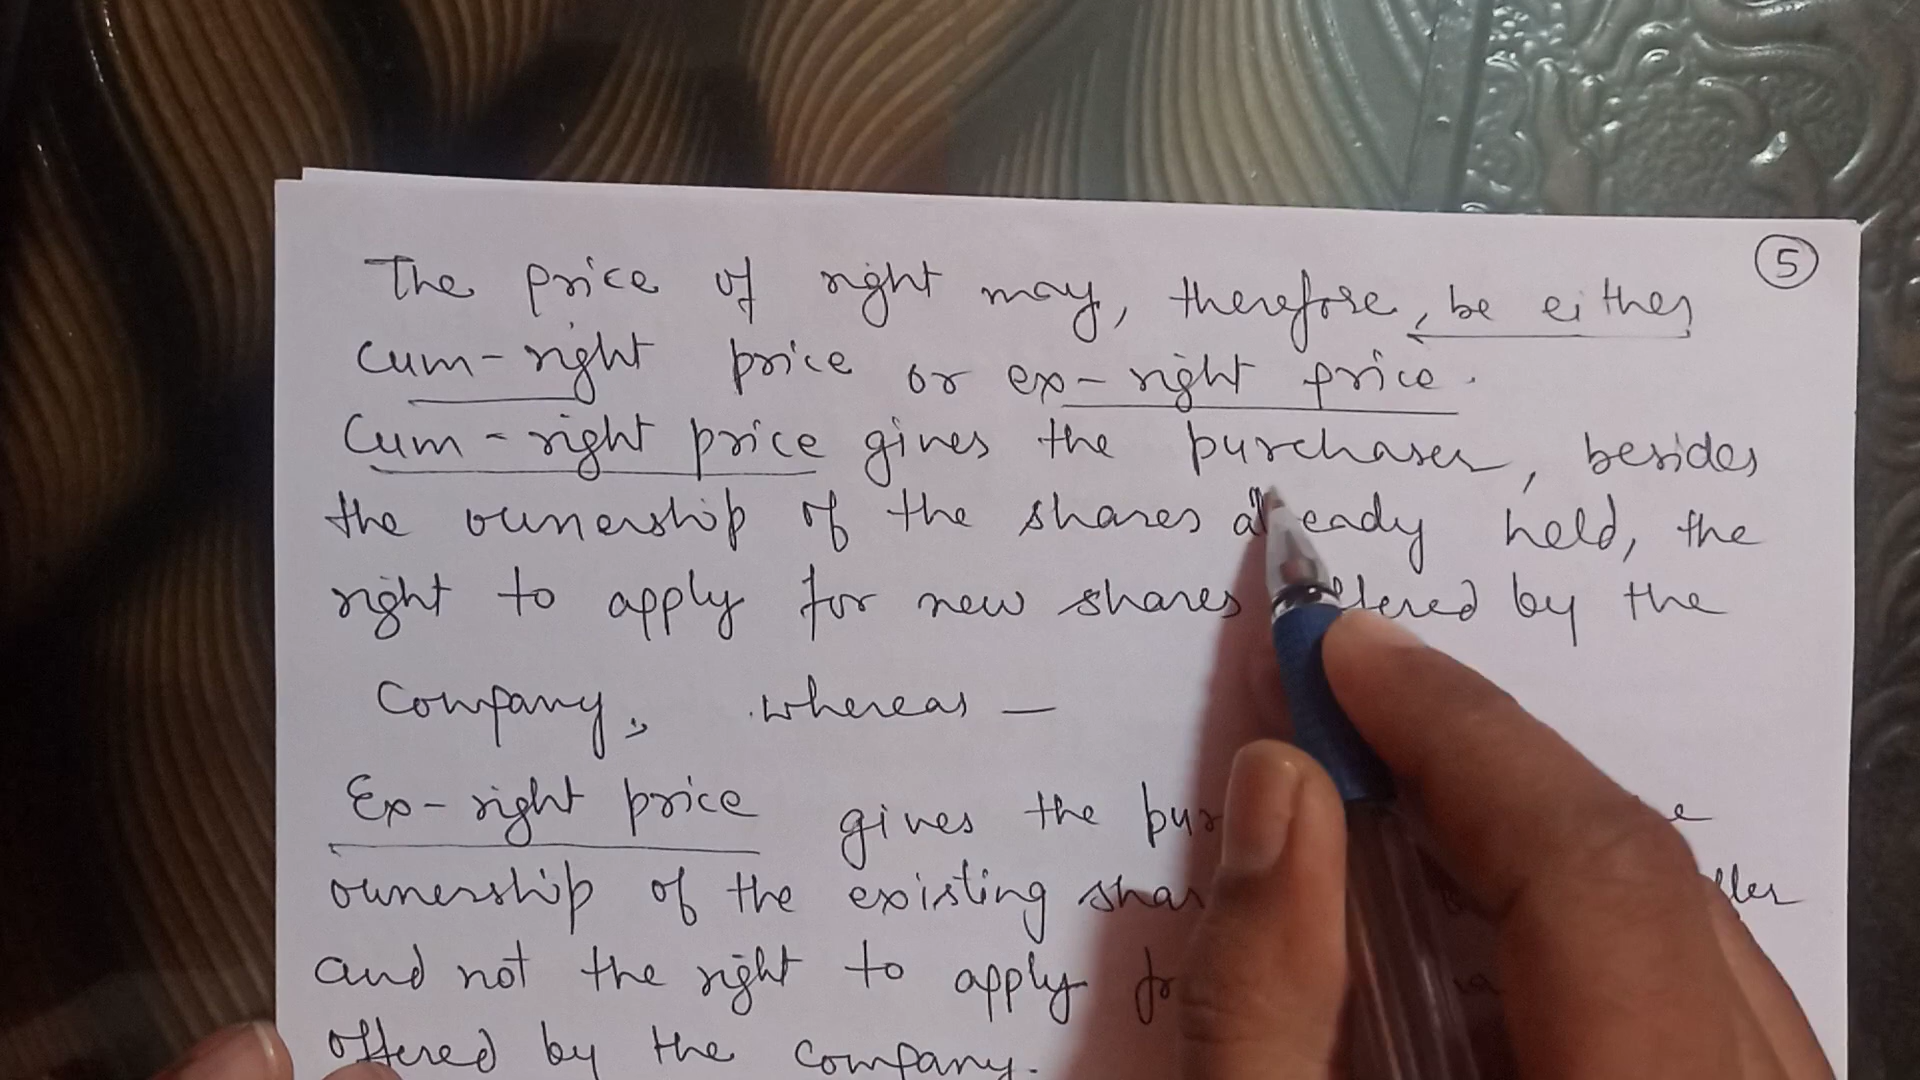 5
The price of right may, therefore, be either
Cum-right price or ex-right price.
Cum-right price gives the purchaser, besides
the ownership of the shares already held, the
right to apply for new shares offered by the
Company, whereas —
Ex-right price gives the
ownership of the existing
and not the right to apply
offered by the company.